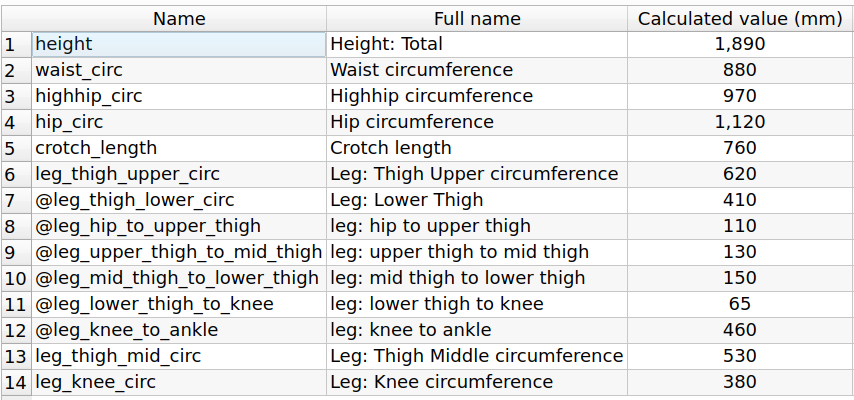 Name Full name Calculated value (mm)
1 height Height: Total 1,890
2 waist_circ Waist circumference 880
3 highhip_circ Highhip circumference 970
4 hip_circ Hip circumference 1,120
5 crotch_length Crotch length 760
6 leg_thigh_upper_circ Leg: Thigh Upper circumference 620
7 @leg_thigh_lower_circ Leg: Lower Thigh 410
8 @leg_hip_to_upper_thigh leg: hip to upper thigh 110
9 @leg_upper_thigh_to_mid_thigh leg: upper thigh to mid thigh 130
10 @leg_mid_thigh_to_lower_thigh leg: mid thigh to lower thigh 150
11 @leg_lower_thigh_to_knee leg: lower thigh to knee 65
12 @leg_knee_to_ankle leg: knee to ankle 460
13 leg_thigh_mid_circ Leg: Thigh Middle circumference 530
14 leg_knee_circ Leg: Knee circumference 380